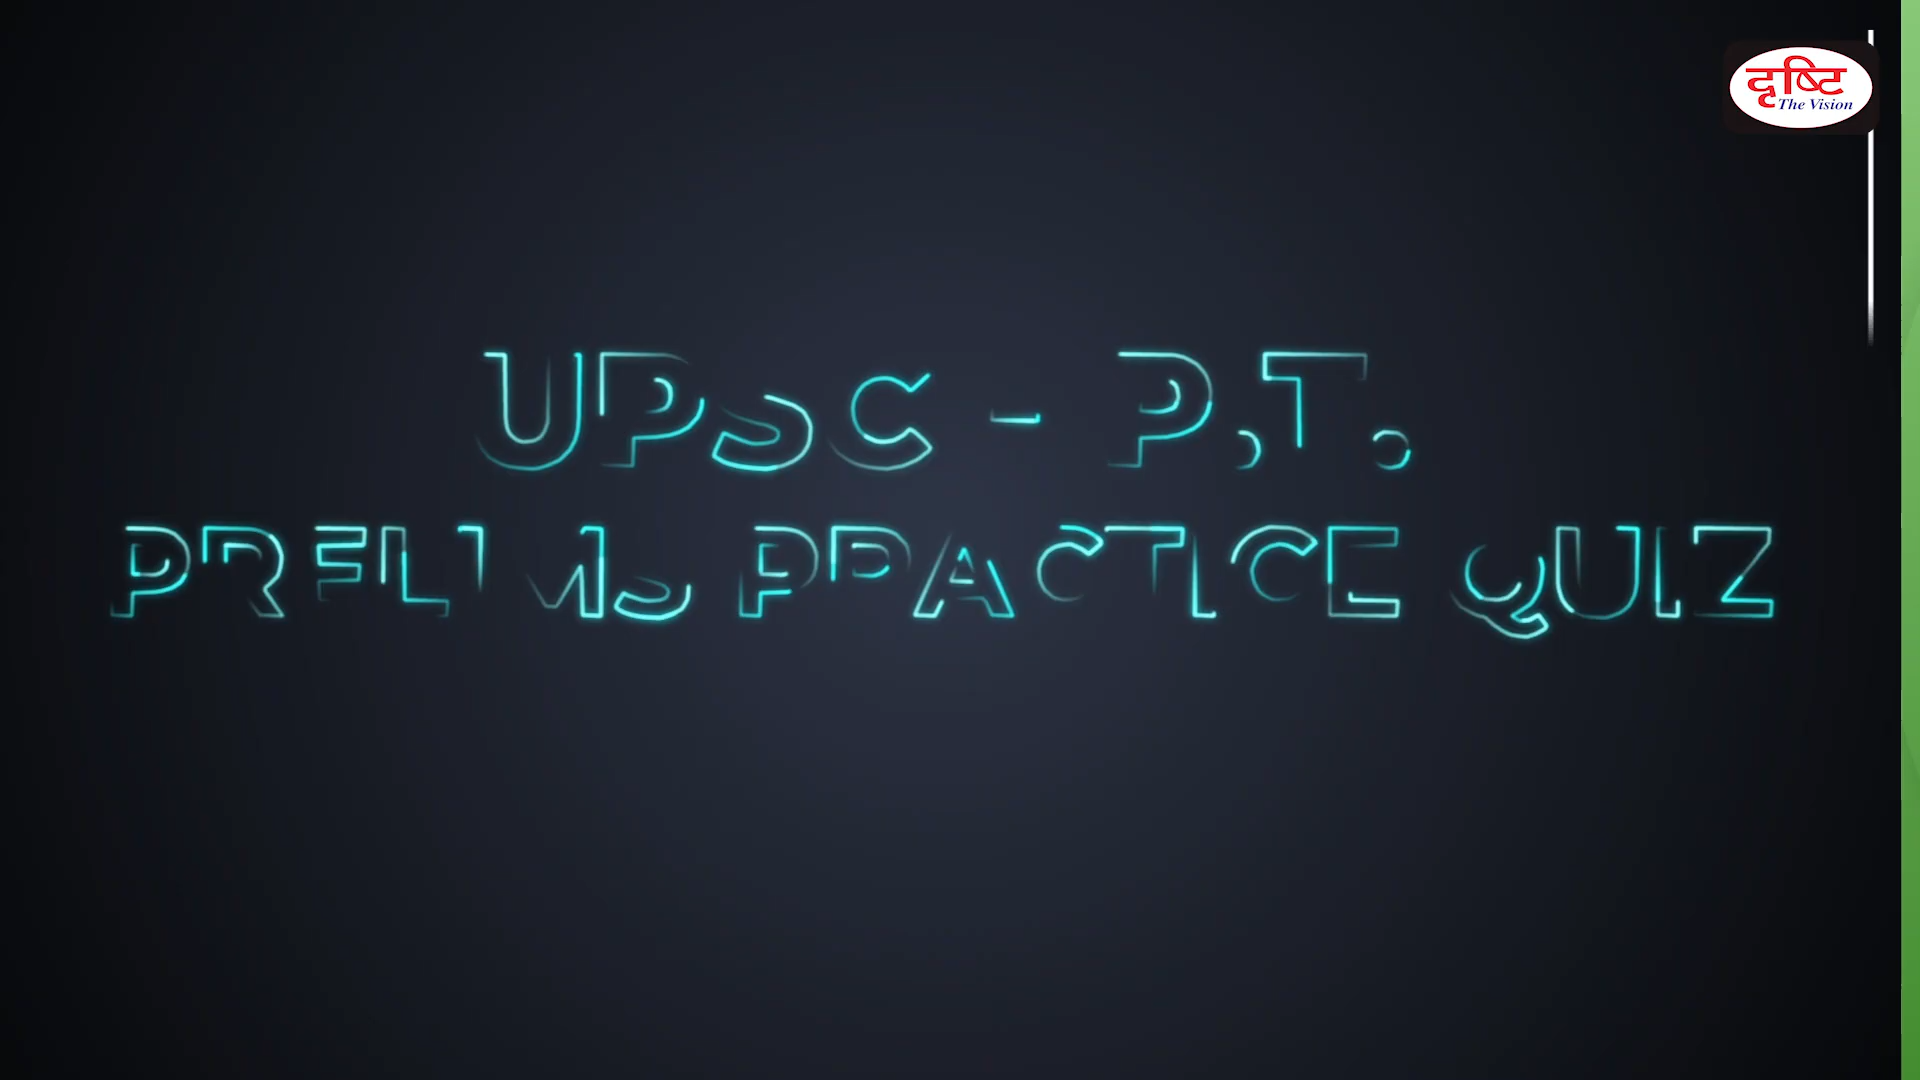 दृष्टि
The Vision
UPSC - P.T.
PRELIMS PRACTICE QUIZ